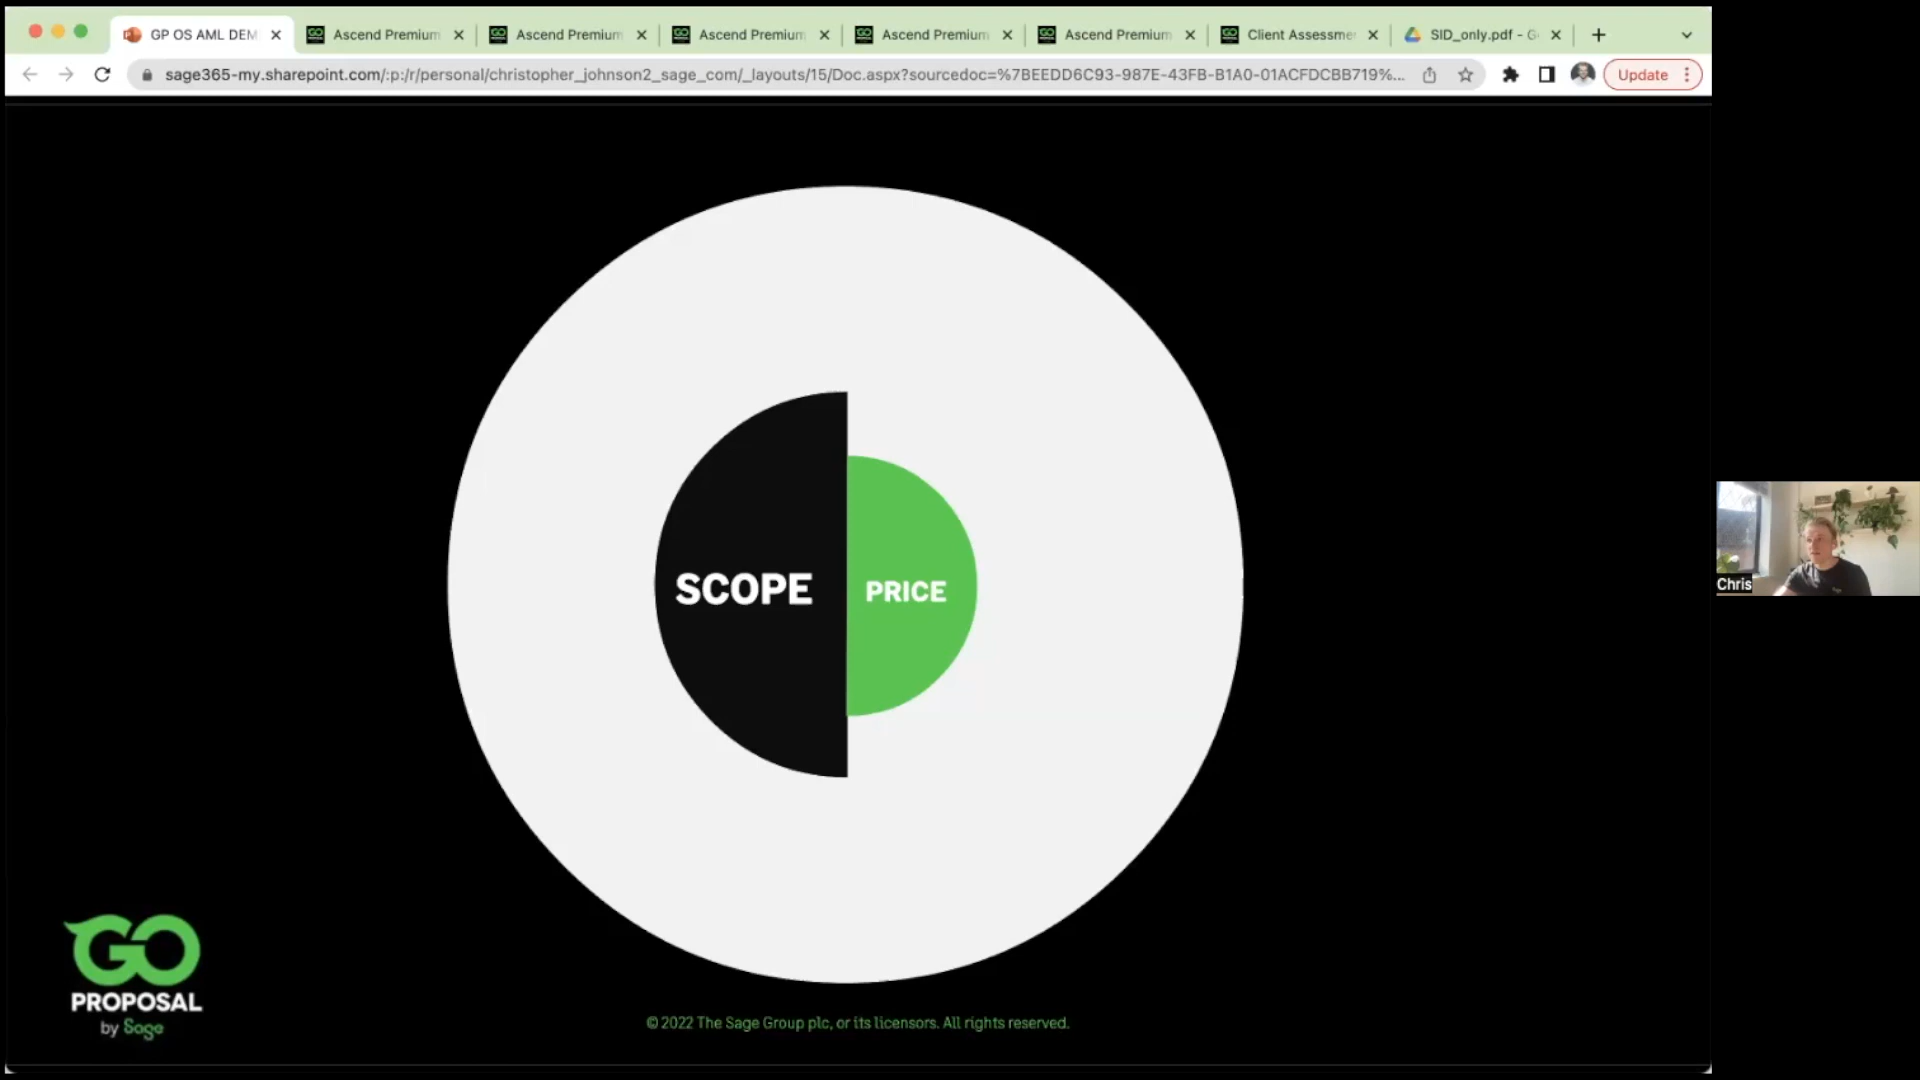 GP OS AML DEM
Ascend Premium
Ascend Premium
Ascend Premium
Ascend Premium
Ascend Premium
Client Assessme
SID_only.pdf - G
sage365-my.sharepoint.com/:p:/r/personal/christopher_johnson2_sage_com/_layouts/15/Doc.aspx?sourcedoc=%7BEEDD6C93-987E-43FB-B1A0-01ACFDCBB719%...
Update
SCOPE
PRICE
Chris
GO
PROPOSAL
by Sage
© 2022 The Sage Group plc, or its licensors. All rights reserved.